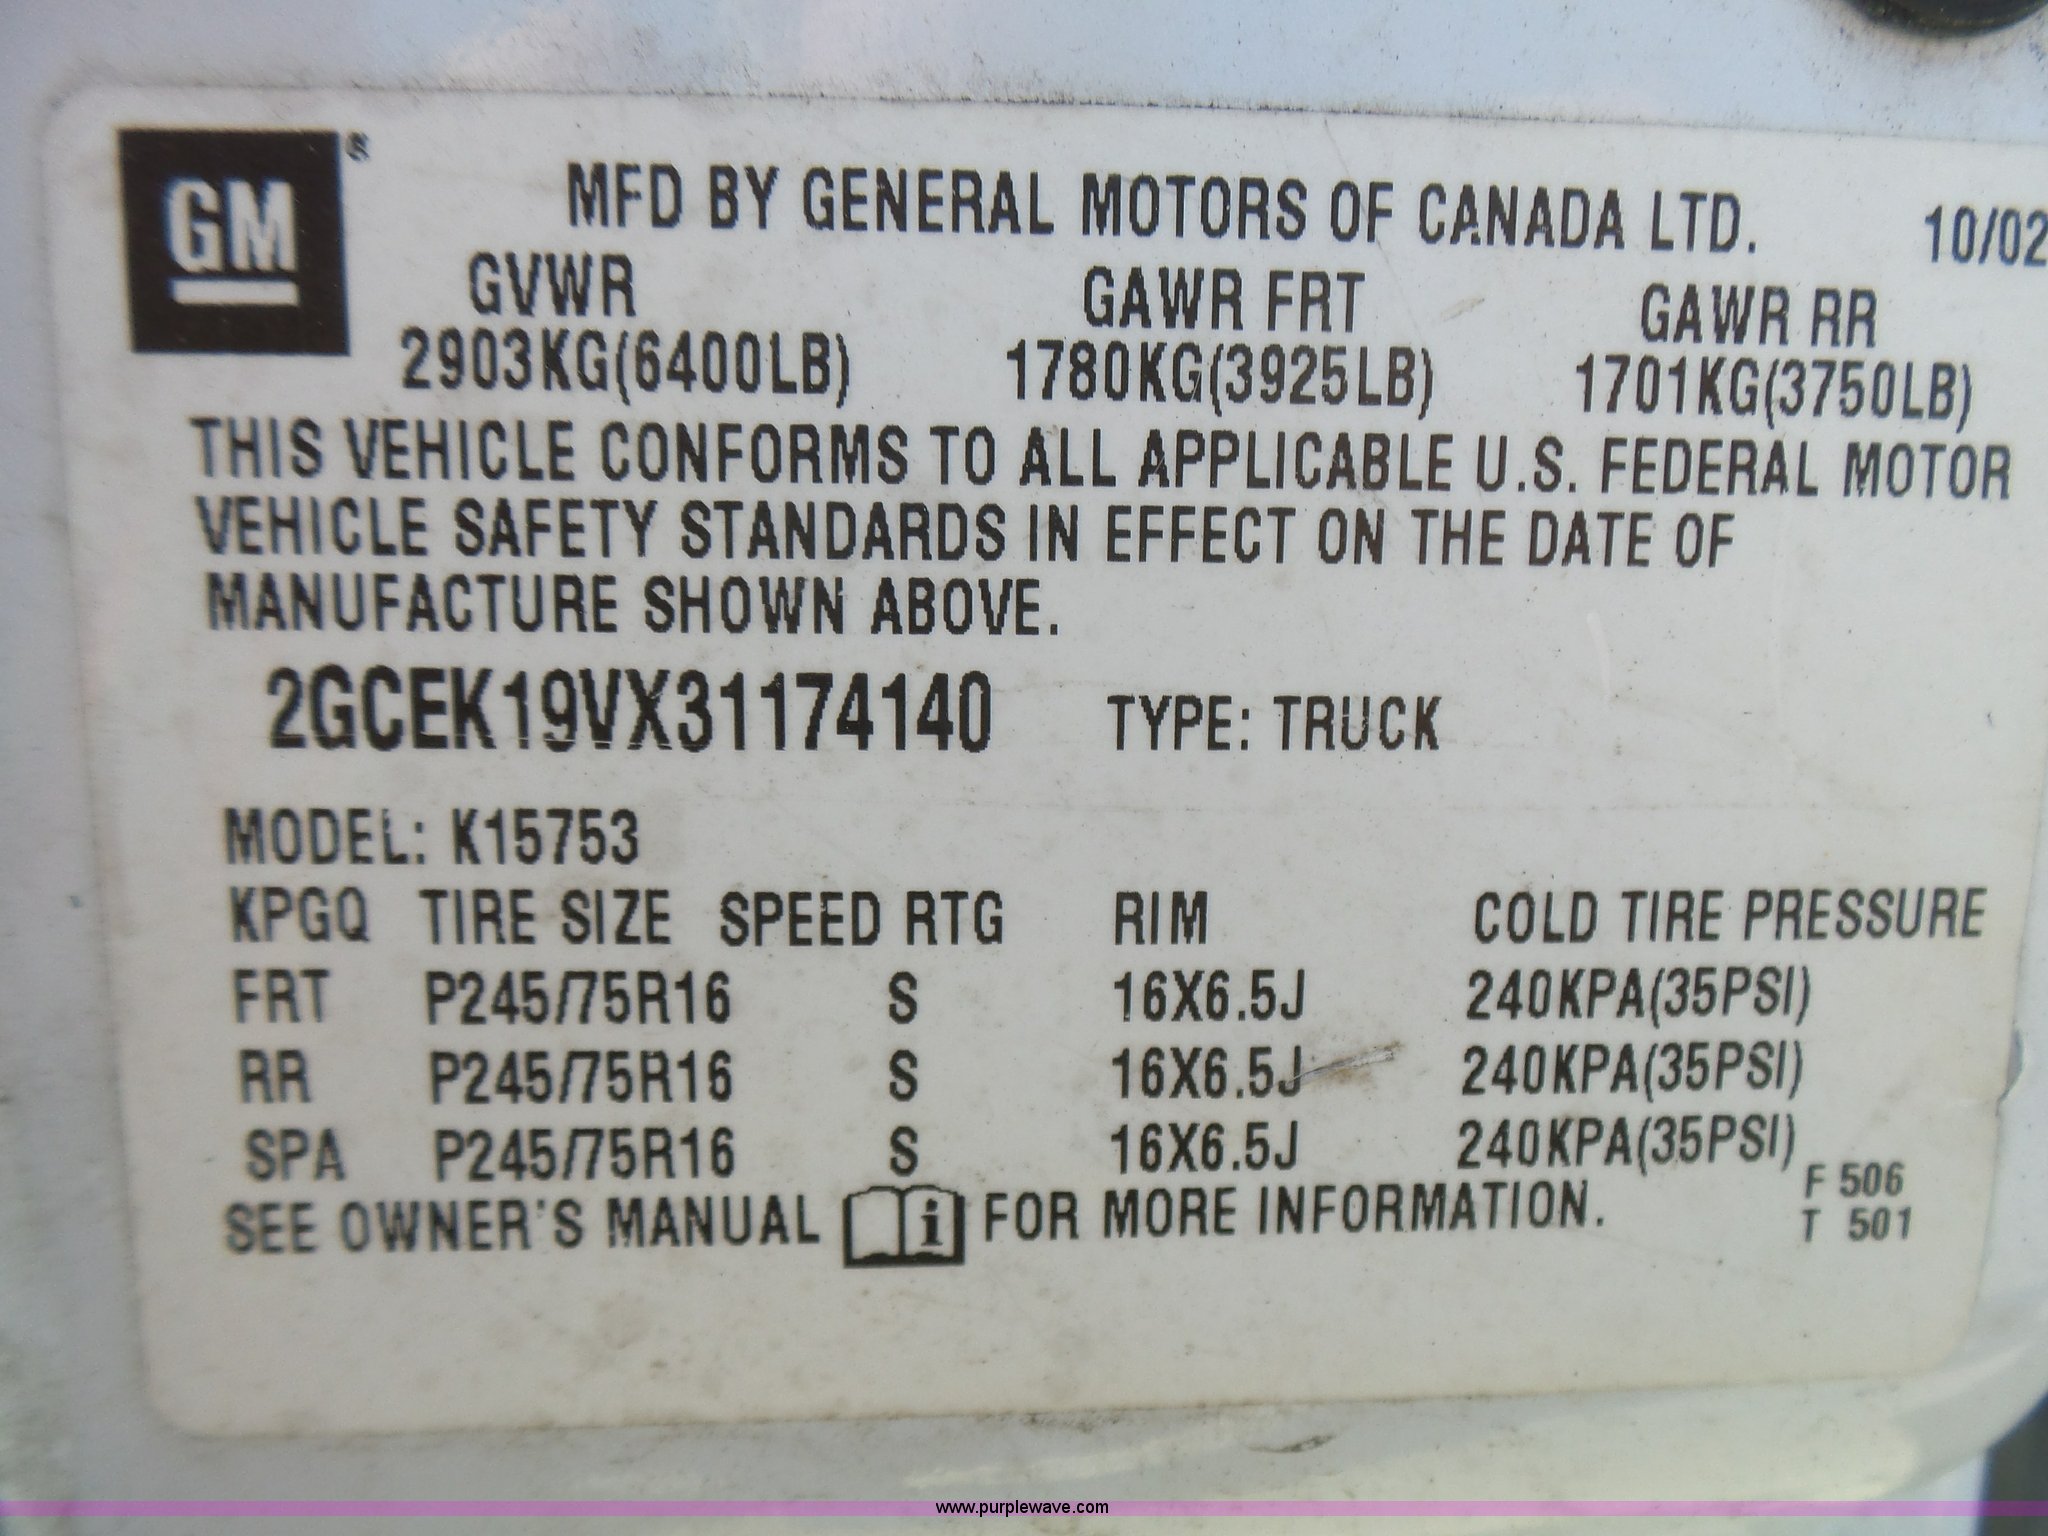 GM®
MFD BY GENERAL MOTORS OF CANADA LTD. 10/02
GVWR GAWR FRT GAWR RR
2903KG(6400LB) 1780KG(3925LB) 1701KG(3750LB)
THIS VEHICLE CONFORMS TO ALL APPLICABLE U.S. FEDERAL MOTOR
VEHICLE SAFETY STANDARDS IN EFFECT ON THE DATE OF
MANUFACTURE SHOWN ABOVE.
2GCEK19VX31174140 TYPE: TRUCK
MODEL: K15753
KPGQ TIRE SIZE SPEED RTG RIM COLD TIRE PRESSURE
FRT P245/75R16 S 16X6.5J 240KPA(35PSI)
RR P245/75R16 S 16X6.5J 240KPA(35PSI)
SPA P245/75R16 S 16X6.5J 240KPA(35PSI)
SEE OWNER'S MANUAL i FOR MORE INFORMATION.
F 506
T 501
www.purplewave.com